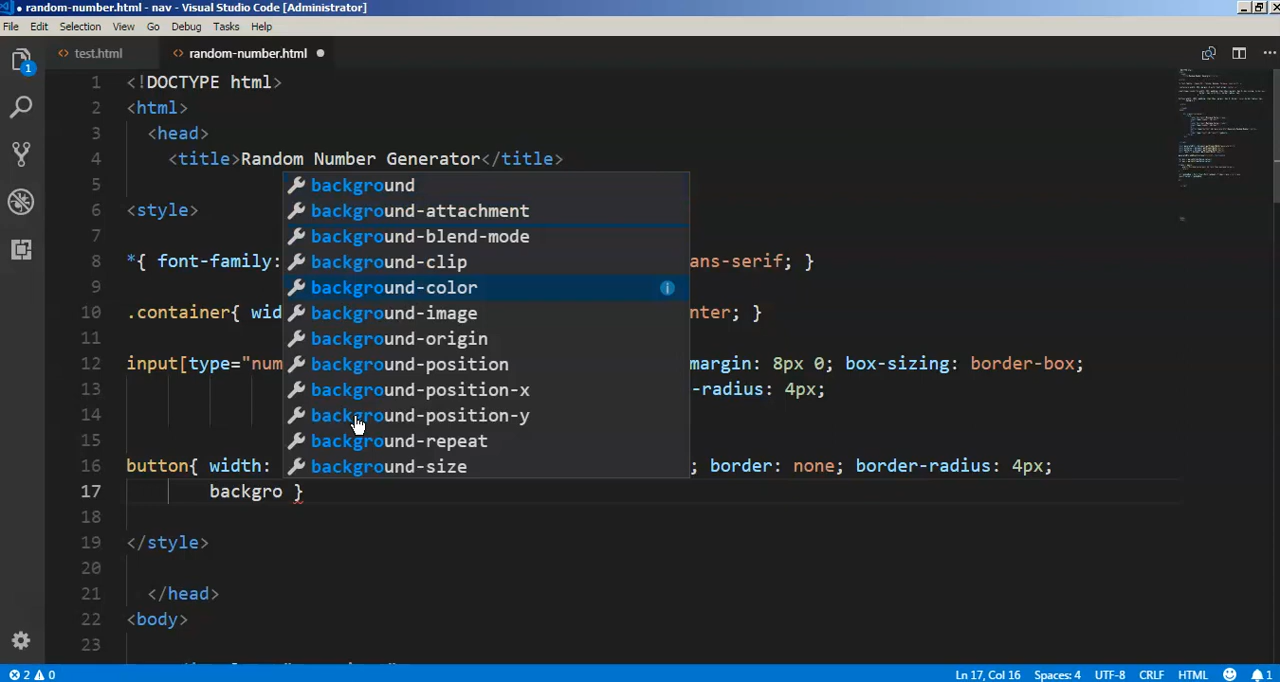 ● random-number.html - nav - Visual Studio Code [Administrator]
File Edit Selection View Go Debug Tasks Help
1 <> test.html <> random-number.html ●
1 <!DOCTYPE html>
2 <html>
3 <head>
4 <title>Random Number Generator</title>
5 background
6 <style> background-attachment
7 background-blend-mode
8 *{ font-family: background-clip ans-serif; }
9 background-color
10 .container{ wid background-image nter; }
11 background-origin
12 input[type="num background-position margin: 8px 0; box-sizing: border-box;
13 background-position-x -radius: 4px;
14 background-position-y
15 background-repeat
16 button{ width: background-size ; border: none; border-radius: 4px;
17 backgro }
18
19 </style>
20
21 </head>
22 <body>
23
2 0 Ln 17, Col 16 Spaces: 4 UTF-8 CRLF HTML 1